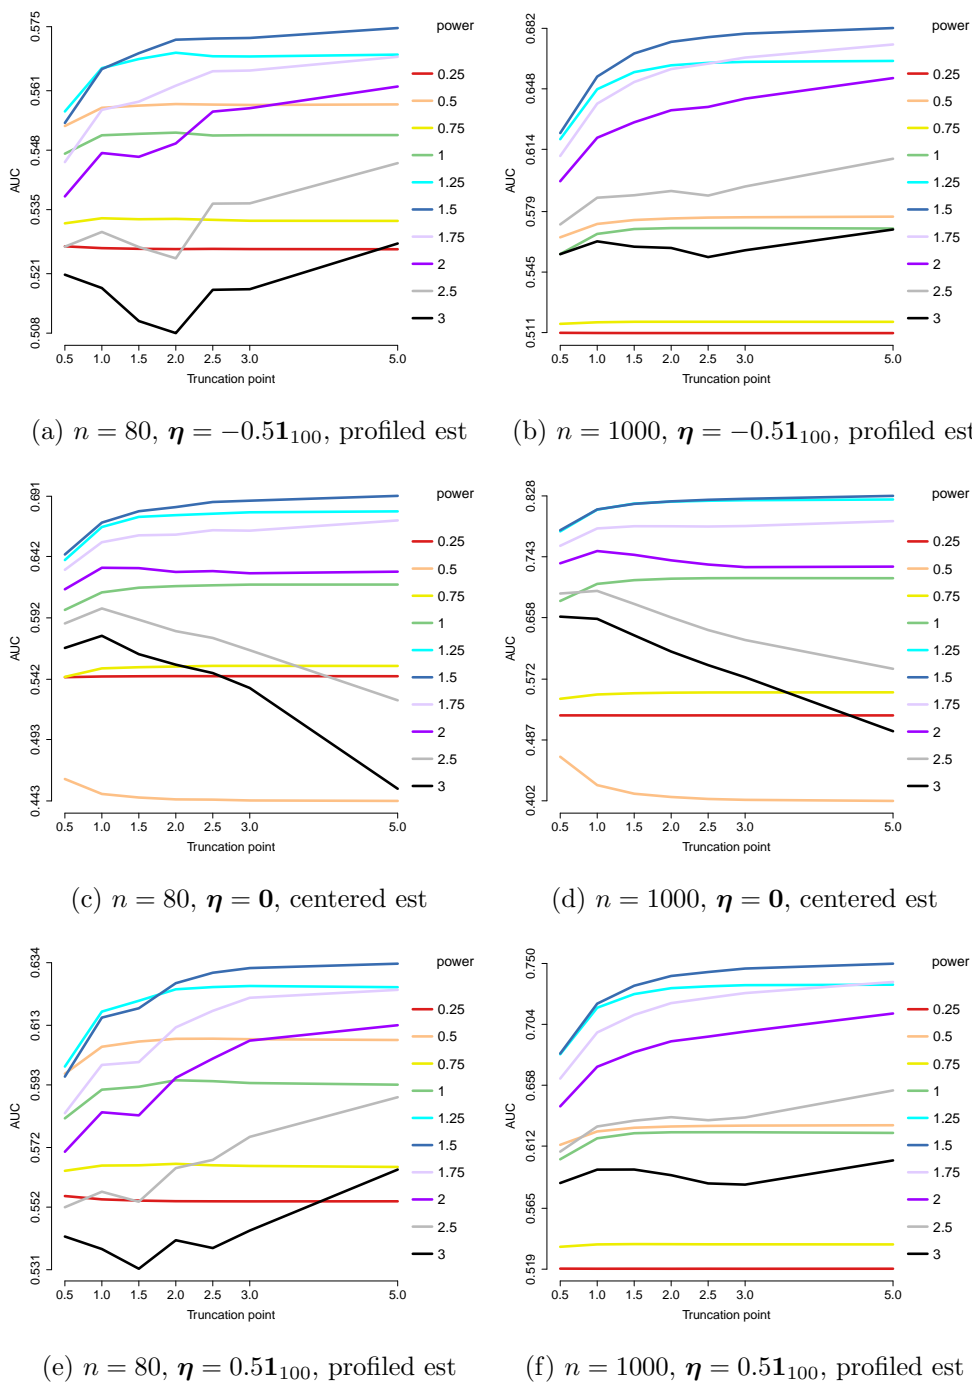 power
AUC
0.508 0.521 0.535 0.548 0.561 0.575
0.25
0.5
0.75
1
1.25
1.5
1.75
2
2.5
3
0.5 1.0 1.5 2.0 2.5 3.0 5.0
Truncation point
(a) n = 80, η = −0.51₁₀₀, profiled est
power
AUC
0.511 0.545 0.579 0.614 0.648 0.682
0.25
0.5
0.75
1
1.25
1.5
1.75
2
2.5
3
0.5 1.0 1.5 2.0 2.5 3.0 5.0
Truncation point
(b) n = 1000, η = −0.51₁₀₀, profiled est
power
AUC
0.443 0.493 0.542 0.592 0.642 0.691
0.25
0.5
0.75
1
1.25
1.5
1.75
2
2.5
3
0.5 1.0 1.5 2.0 2.5 3.0 5.0
Truncation point
(c) n = 80, η = 0, centered est
power
AUC
0.402 0.487 0.572 0.658 0.743 0.828
0.25
0.5
0.75
1
1.25
1.5
1.75
2
2.5
3
0.5 1.0 1.5 2.0 2.5 3.0 5.0
Truncation point
(d) n = 1000, η = 0, centered est
power
AUC
0.531 0.552 0.572 0.593 0.613 0.634
0.25
0.5
0.75
1
1.25
1.5
1.75
2
2.5
3
0.5 1.0 1.5 2.0 2.5 3.0 5.0
Truncation point
(e) n = 80, η = 0.51₁₀₀, profiled est
power
AUC
0.519 0.565 0.612 0.658 0.704 0.750
0.25
0.5
0.75
1
1.25
1.5
1.75
2
2.5
3
0.5 1.0 1.5 2.0 2.5 3.0 5.0
Truncation point
(f) n = 1000, η = 0.51₁₀₀, profiled est